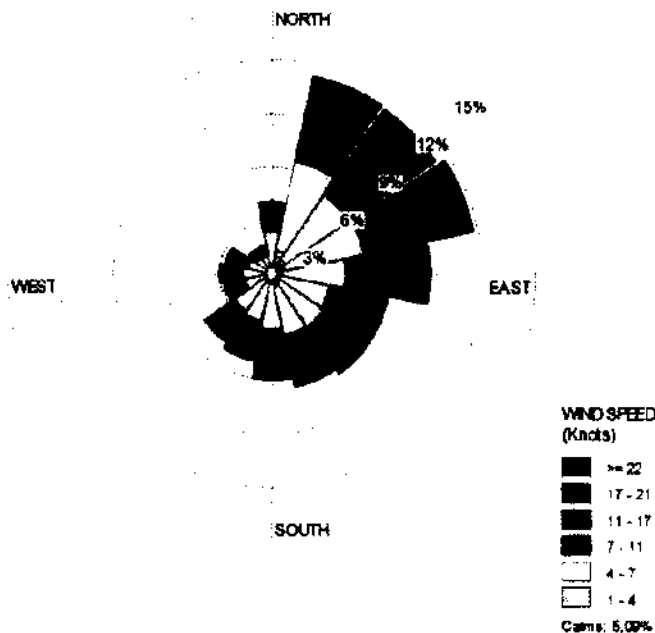 NORTH
15%
12%
9%
6%
3%
WEST
EAST
SOUTH
WIND SPEED
(Knots)
>= 22
17 - 21
11 - 17
7 - 11
4 - 7
1 - 4
Calms: 5.09%